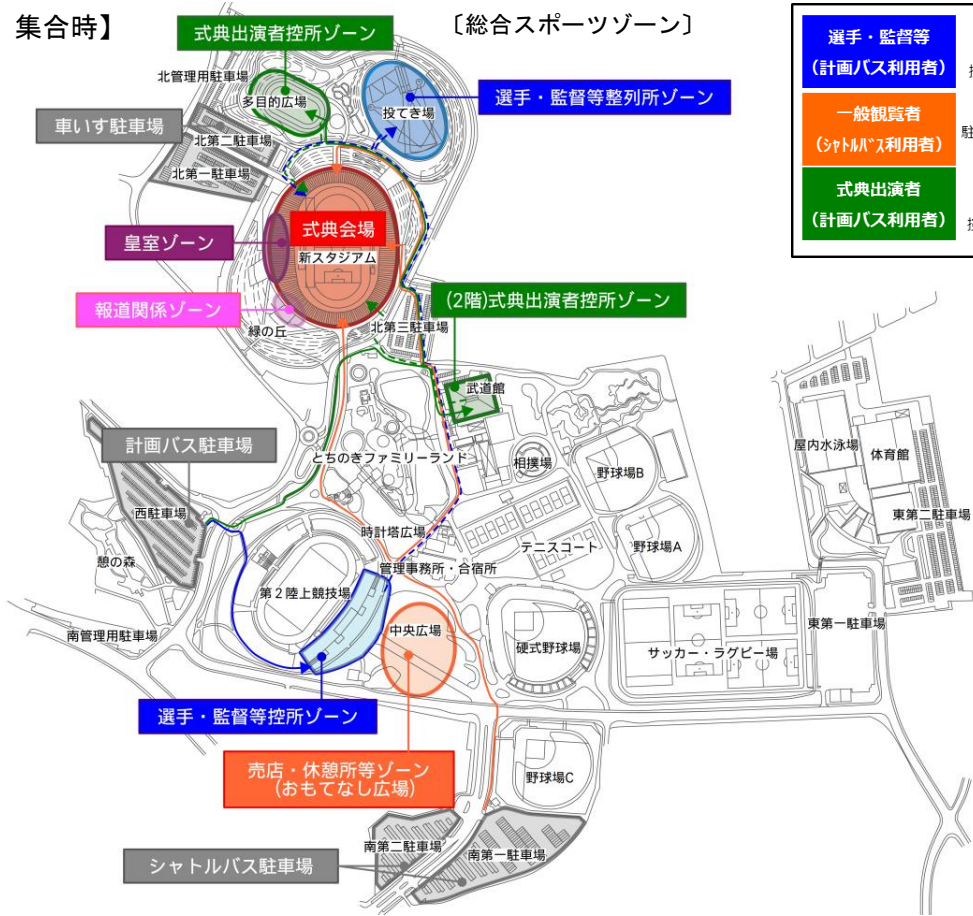 集合時】
〔総合スポーツゾーン〕
選手・監督等
(計画バス利用者)
一般観覧者
(シャトルバス利用者)
駐
式典出演者
(計画バス利用者)
式典出演者控所ゾーン
北管理用駐車場
多目的広場
投てき場
選手・監督等整列所ゾーン
車いす駐車場
北第二駐車場
北第一駐車場
式典会場
皇室ゾーン
新スタジアム
報道関係ゾーン
(2階)式典出演者控所ゾーン
緑の丘
北第三駐車場
武道館
計画バス駐車場
とちのきファミリーランド
相撲場
野球場B
屋内水泳場
体育館
西駐車場
時計塔広場
テニスコート
野球場A
東第二駐車場
憩の森
管理事務所・合宿所
第2陸上競技場
南管理用駐車場
中央広場
硬式野球場
サッカー・ラグビー場
東第一駐車場
選手・監督等控所ゾーン
売店・休憩所等ゾーン
(おもてなし広場)
野球場C
南第二駐車場
南第一駐車場
シャトルバス駐車場